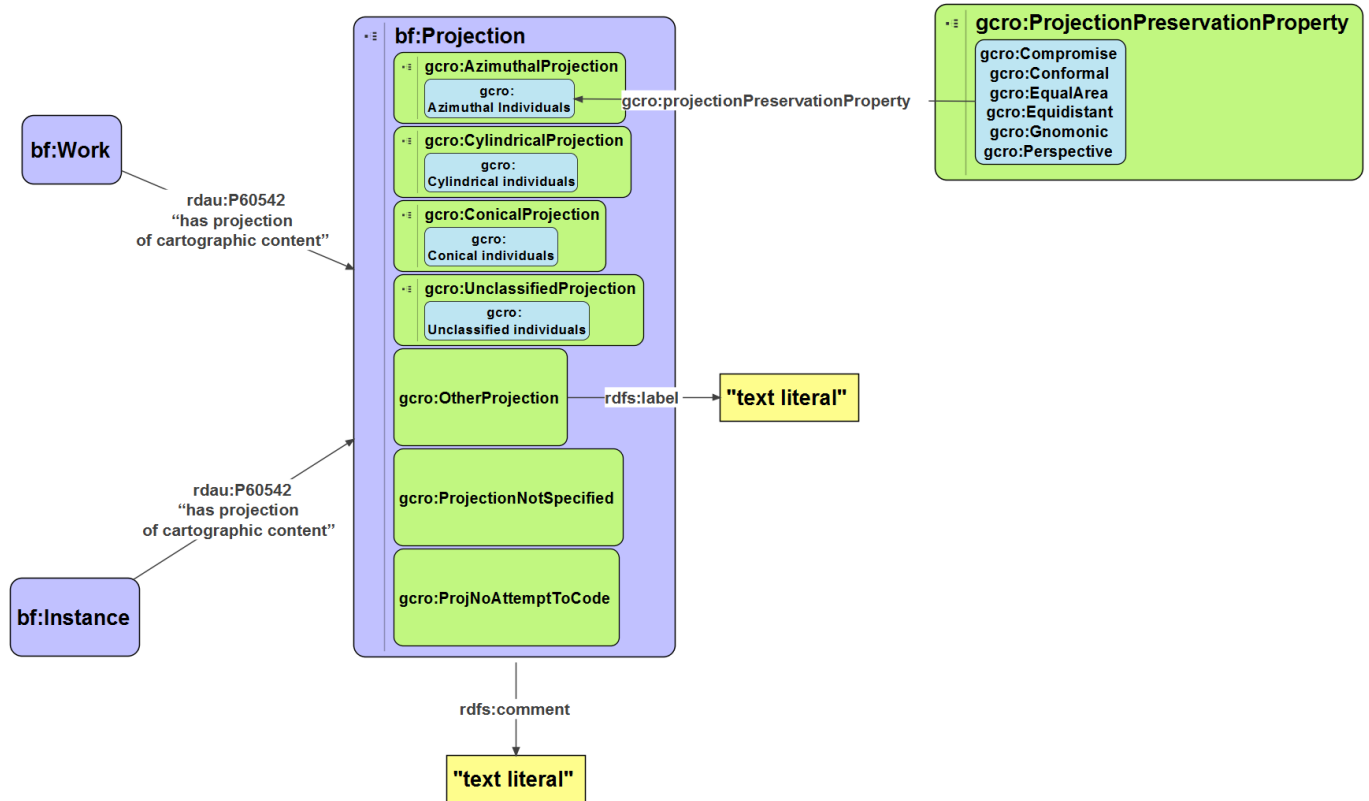 bf:Projection
gcro:ProjectionPreservationProperty
gcro:Compromise
gcro:Conformal
gcro:EqualArea
gcro:Equidistant
gcro:Gnomonic
gcro:Perspective
gcro:AzimuthalProjection
gcro:
Azimuthal Individuals
gcro:projectionPreservationProperty
bf:Work
gcro:CylindricalProjection
gcro:
Cylindrical individuals
rdau:P60542
“has projection
of cartographic content”
gcro:ConicalProjection
gcro:
Conical individuals
gcro:UnclassifiedProjection
gcro:
Unclassified individuals
gcro:OtherProjection
rdfs:label
"text literal"
gcro:ProjectionNotSpecified
rdau:P60542
“has projection
of cartographic content”
gcro:ProjNoAttemptToCode
bf:Instance
rdfs:comment
"text literal"